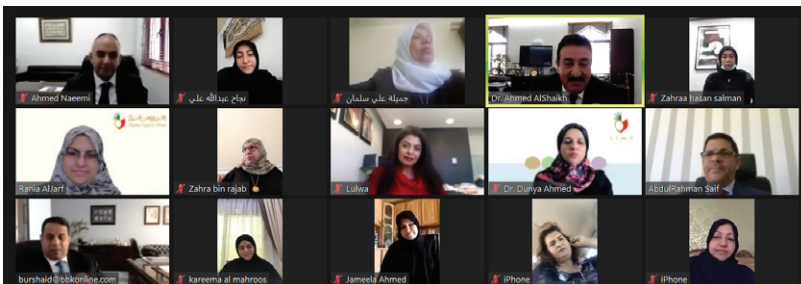 Ahmed Naeemi
نجاح عبدالله علي
جميلة علي سلمان
Dr. Ahmed AlShaikh
Zahraa hasan salman
Rania AlJarf
Zahra bin rajab
Lulwa
Dr. Dunya Ahmed
AbdulRahman Saif
burshaid@bbkonline.com
kareema al mahroos
Jameela Ahmed
iPhone
iPhone